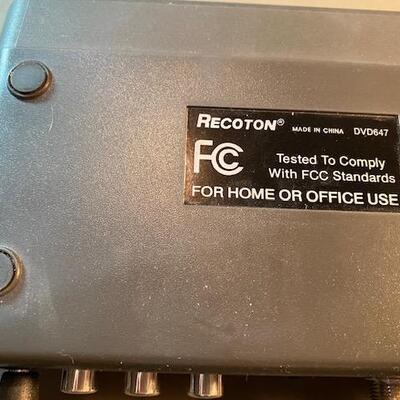 RECOTON® MADE IN CHINA DVD647
FC Tested To Comply
With FCC Standards
FOR HOME OR OFFICE USE